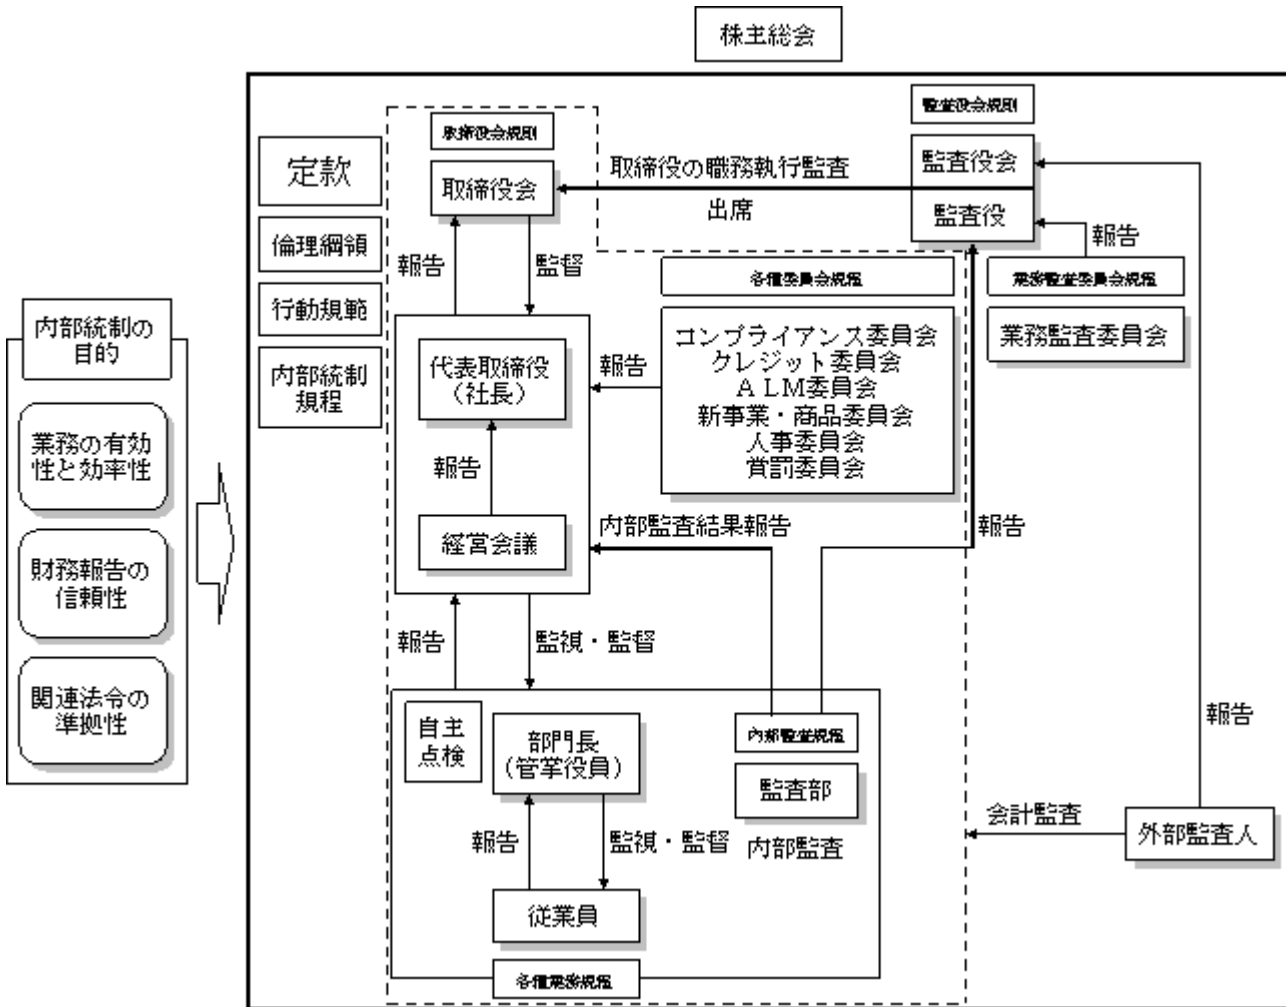 株主総会
監査役会規則
取締役会規則
定款
取締役会
取締役の職務執行監査
出席
監査役会
監査役
倫理綱領
報告
監督
報告
各種委員会規程
業務監査委員会規程
行動規範
内部統制の
目的
コンプライアンス委員会
クレジット委員会
ＡＬＭ委員会
新事業・商品委員会
人事委員会
賞罰委員会
業務監査委員会
内部統制
規程
代表取締役
（社長）
報告
業務の有効
性と効率性
報告
経営会議
内部監査結果報告
報告
財務報告の
信頼性
報告
監視・監督
関連法令の
準拠性
自主
点検
部門長
（管掌役員）
内部監査規程
監査部
内部監査
報告
会計監査
外部監査人
報告
監視・監督
従業員
各種業務規程